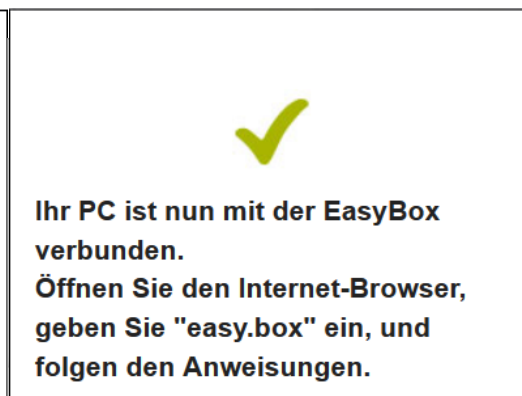 Ihr PC ist nun mit der EasyBox
verbunden.
Öffnen Sie den Internet-Browser,
geben Sie "easy.box" ein, und
folgen den Anweisungen.